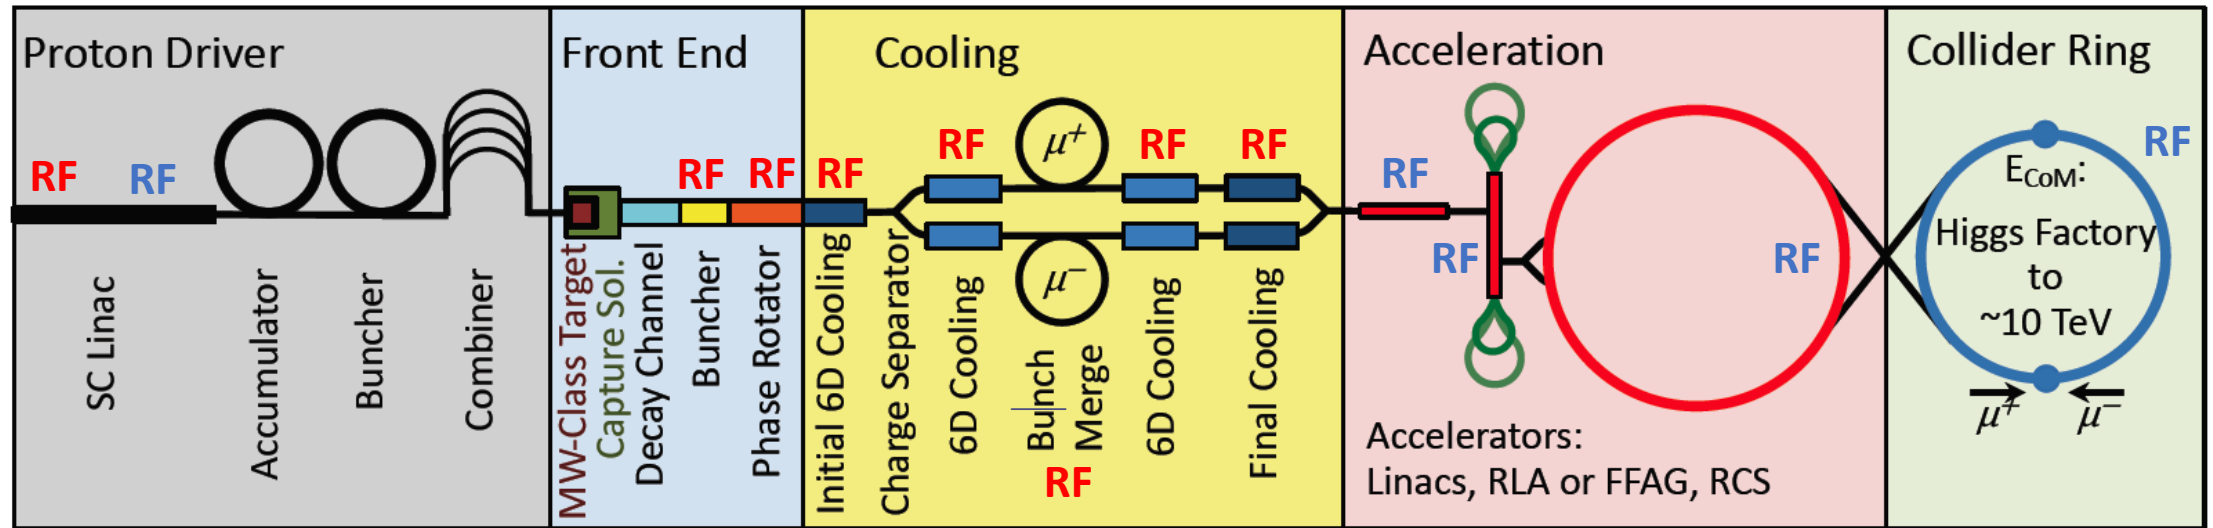 Proton Driver
RF
RF
SC Linac
Accumulator
Buncher
Combiner
Front End
RF
RF
MW-Class Target
Capture Sol.
Decay Channel
Buncher
Phase Rotator
Cooling
RF
RF
RF
RF
μ+
μ−
Initial 6D Cooling
Charge Separator
6D Cooling
Bunch
Merge
RF
6D Cooling
Final Cooling
Acceleration
RF
RF
RF
Accelerators:
Linacs, RLA or FFAG, RCS
Collider Ring
RF
ECoM:
Higgs Factory
to
~10 TeV
μ+
μ−